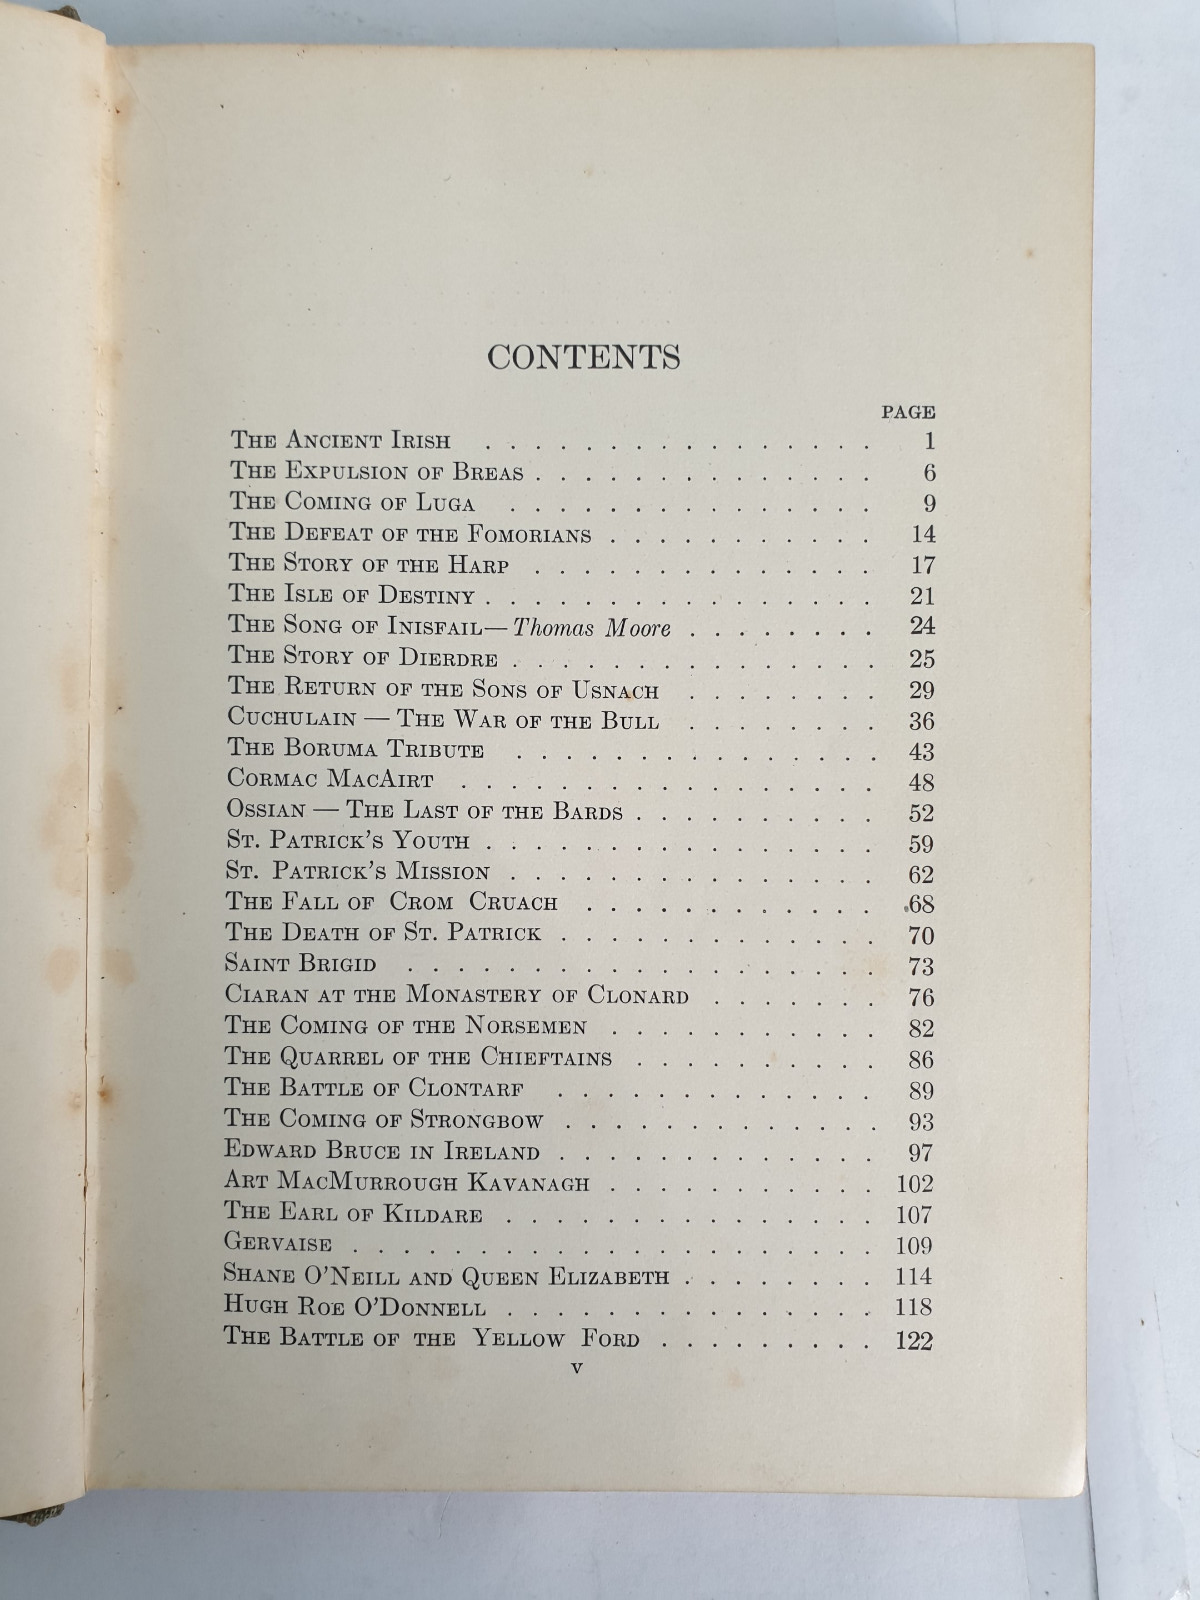 CONTENTS
PAGE
The Ancient Irish . . . . . . . . . . . . . . . . 1
The Expulsion of Breas . . . . . . . . . . . . . . 6
The Coming of Luga . . . . . . . . . . . . . . . 9
The Defeat of the Fomorians . . . . . . . . . . . 14
The Story of the Harp . . . . . . . . . . . . . . 17
The Isle of Destiny . . . . . . . . . . . . . . . . 21
The Song of Inisfail—Thomas Moore . . . . . . . . 24
The Story of Dierdre . . . . . . . . . . . . . . . 25
The Return of the Sons of Usnach . . . . . . . . 29
Cuchulain — The War of the Bull . . . . . . . . 36
The Boruma Tribute . . . . . . . . . . . . . . . 43
Cormac MacAirt . . . . . . . . . . . . . . . . . 48
Ossian — The Last of the Bards . . . . . . . . . . 52
St. Patrick's Youth . . . . . . . . . . . . . . . . 59
St. Patrick's Mission . . . . . . . . . . . . . . . 62
The Fall of Crom Cruach . . . . . . . . . . . . 68
The Death of St. Patrick . . . . . . . . . . . . . 70
Saint Brigid . . . . . . . . . . . . . . . . . . . 73
Ciaran at the Monastery of Clonard . . . . . . . 76
The Coming of the Norsemen . . . . . . . . . . . 82
The Quarrel of the Chieftains . . . . . . . . . . 86
The Battle of Clontarf . . . . . . . . . . . . . 89
The Coming of Strongbow . . . . . . . . . . . . . 93
Edward Bruce in Ireland . . . . . . . . . . . . . 97
Art MacMurrough Kavanagh . . . . . . . . . . . 102
The Earl of Kildare . . . . . . . . . . . . . . . 107
Gervaise . . . . . . . . . . . . . . . . . . . . . 109
Shane O'Neill and Queen Elizabeth . . . . . . . . 114
Hugh Roe O'Donnell . . . . . . . . . . . . . . . 118
The Battle of the Yellow Ford . . . . . . . . . 122
v